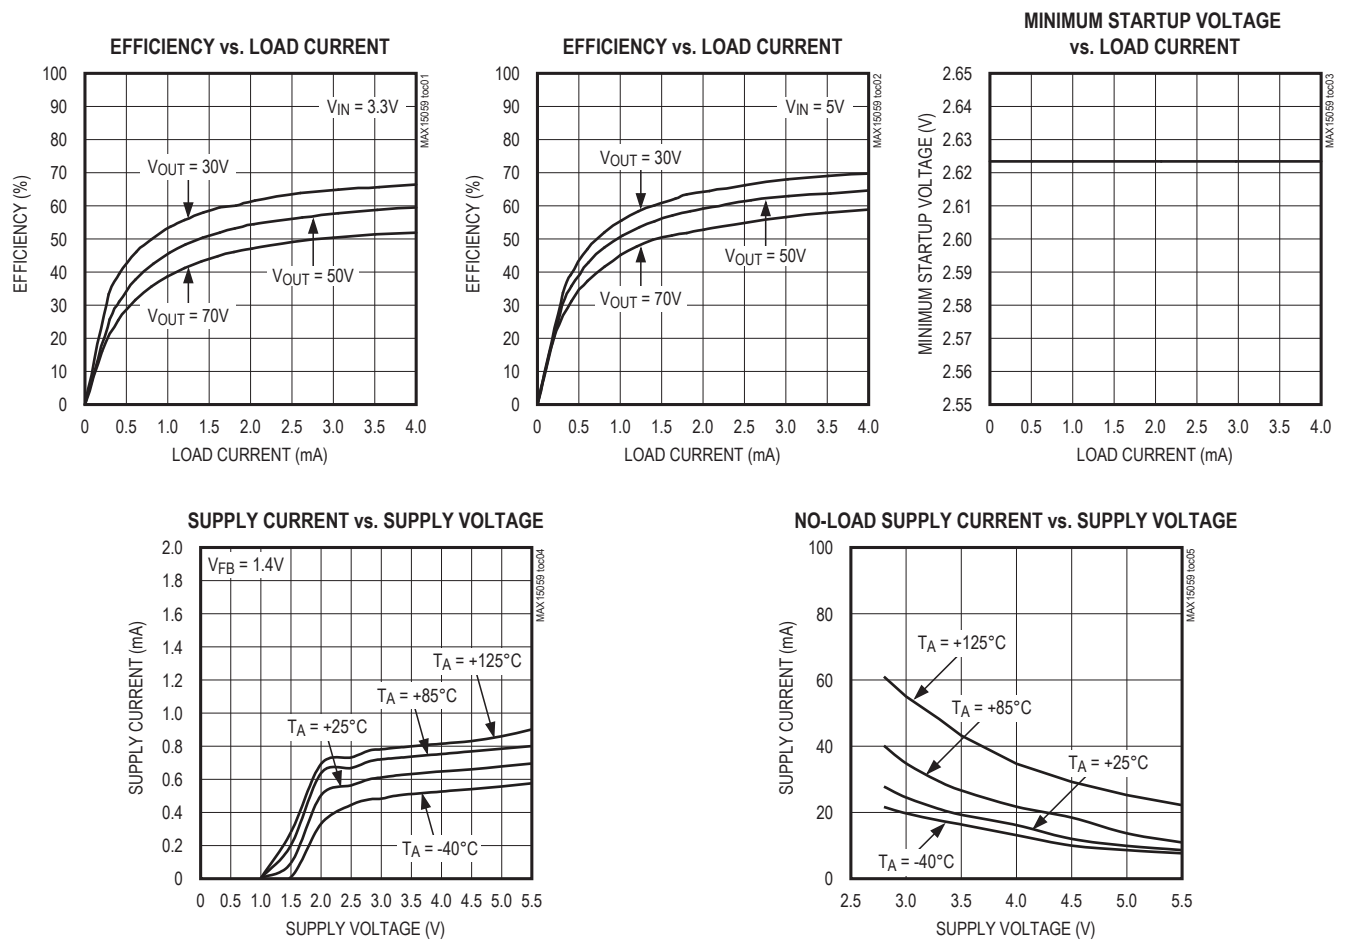 EFFICIENCY vs. LOAD CURRENT
100
90
80
70
60
50
40
30
20
10
0
EFFICIENCY (%)
VIN = 3.3V
VOUT = 30V
VOUT = 50V
VOUT = 70V
0 0.5 1.0 1.5 2.0 2.5 3.0 3.5 4.0
LOAD CURRENT (mA)
MAX15059 toc01
EFFICIENCY vs. LOAD CURRENT
100
90
80
70
60
50
40
30
20
10
0
EFFICIENCY (%)
VIN = 5V
VOUT = 30V
VOUT = 50V
VOUT = 70V
0 0.5 1.0 1.5 2.0 2.5 3.0 3.5 4.0
LOAD CURRENT (mA)
MAX15059 toc02
MINIMUM STARTUP VOLTAGE
vs. LOAD CURRENT
2.65
2.64
2.63
2.62
2.61
2.60
2.59
2.58
2.57
2.56
2.55
MINIMUM STARTUP VOLTAGE (V)
0 0.5 1.0 1.5 2.0 2.5 3.0 3.5 4.0
LOAD CURRENT (mA)
MAX15059 toc03
SUPPLY CURRENT vs. SUPPLY VOLTAGE
2.0
1.8
1.6
1.4
1.2
1.0
0.8
0.6
0.4
0.2
0
SUPPLY CURRENT (mA)
VFB = 1.4V
TA = +125°C
TA = +85°C
TA = +25°C
TA = -40°C
0 0.5 1.0 1.5 2.0 2.5 3.0 3.5 4.0 4.5 5.0 5.5
SUPPLY VOLTAGE (V)
MAX15059 toc04
NO-LOAD SUPPLY CURRENT vs. SUPPLY VOLTAGE
100
80
60
40
20
0
SUPPLY CURRENT (mA)
TA = +125°C
TA = +85°C
TA = +25°C
TA = -40°C
2.5 3.0 3.5 4.0 4.5 5.0 5.5
SUPPLY VOLTAGE (V)
MAX15059 toc05